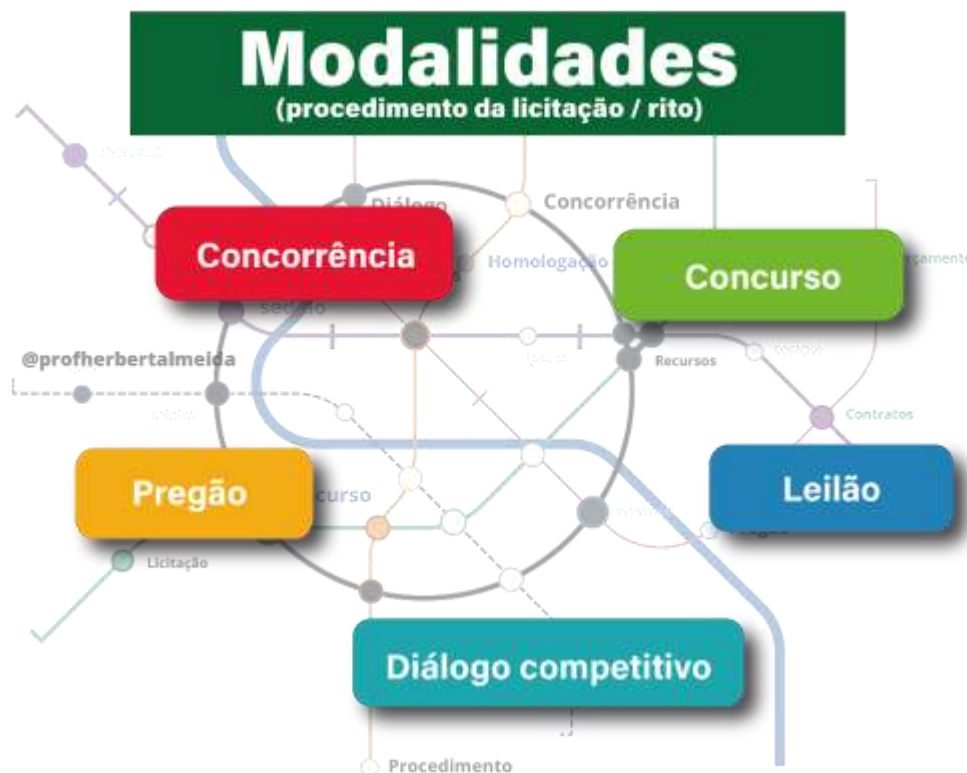 Modalidades
(procedimento da licitação / rito)
Diálogo
Concorrência
Concorrência
Homologação
Concurso
@profherbertalmeida
Recursos
Contratos
Pregão
curso
Leilão
Licitação
Diálogo competitivo
Procedimento